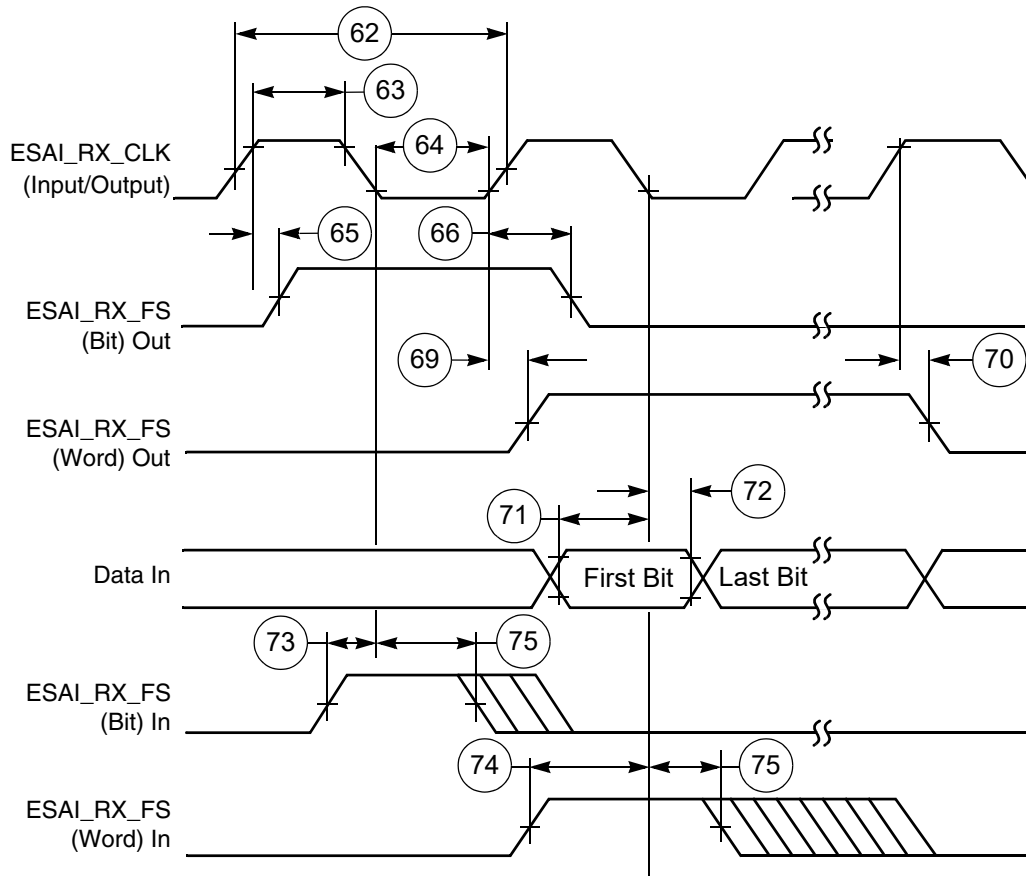 62
63
ESAI_RX_CLK
(Input/Output)
64
65
66
ESAI_RX_FS
(Bit) Out
69
70
ESAI_RX_FS
(Word) Out
71
72
Data In
First Bit
Last Bit
73
75
ESAI_RX_FS
(Bit) In
74
75
ESAI_RX_FS
(Word) In